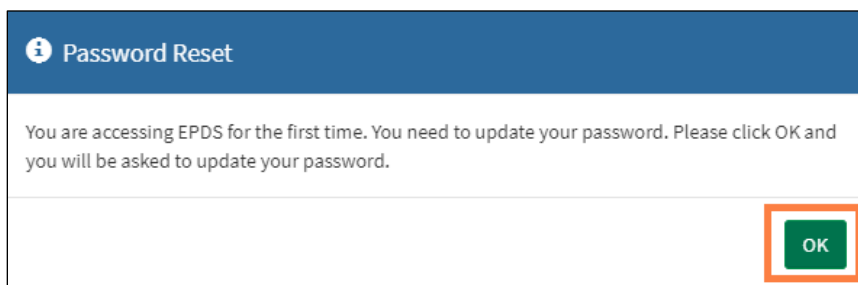 Password Reset
You are accessing EPDS for the first time. You need to update your password. Please click OK and
you will be asked to update your password.
OK